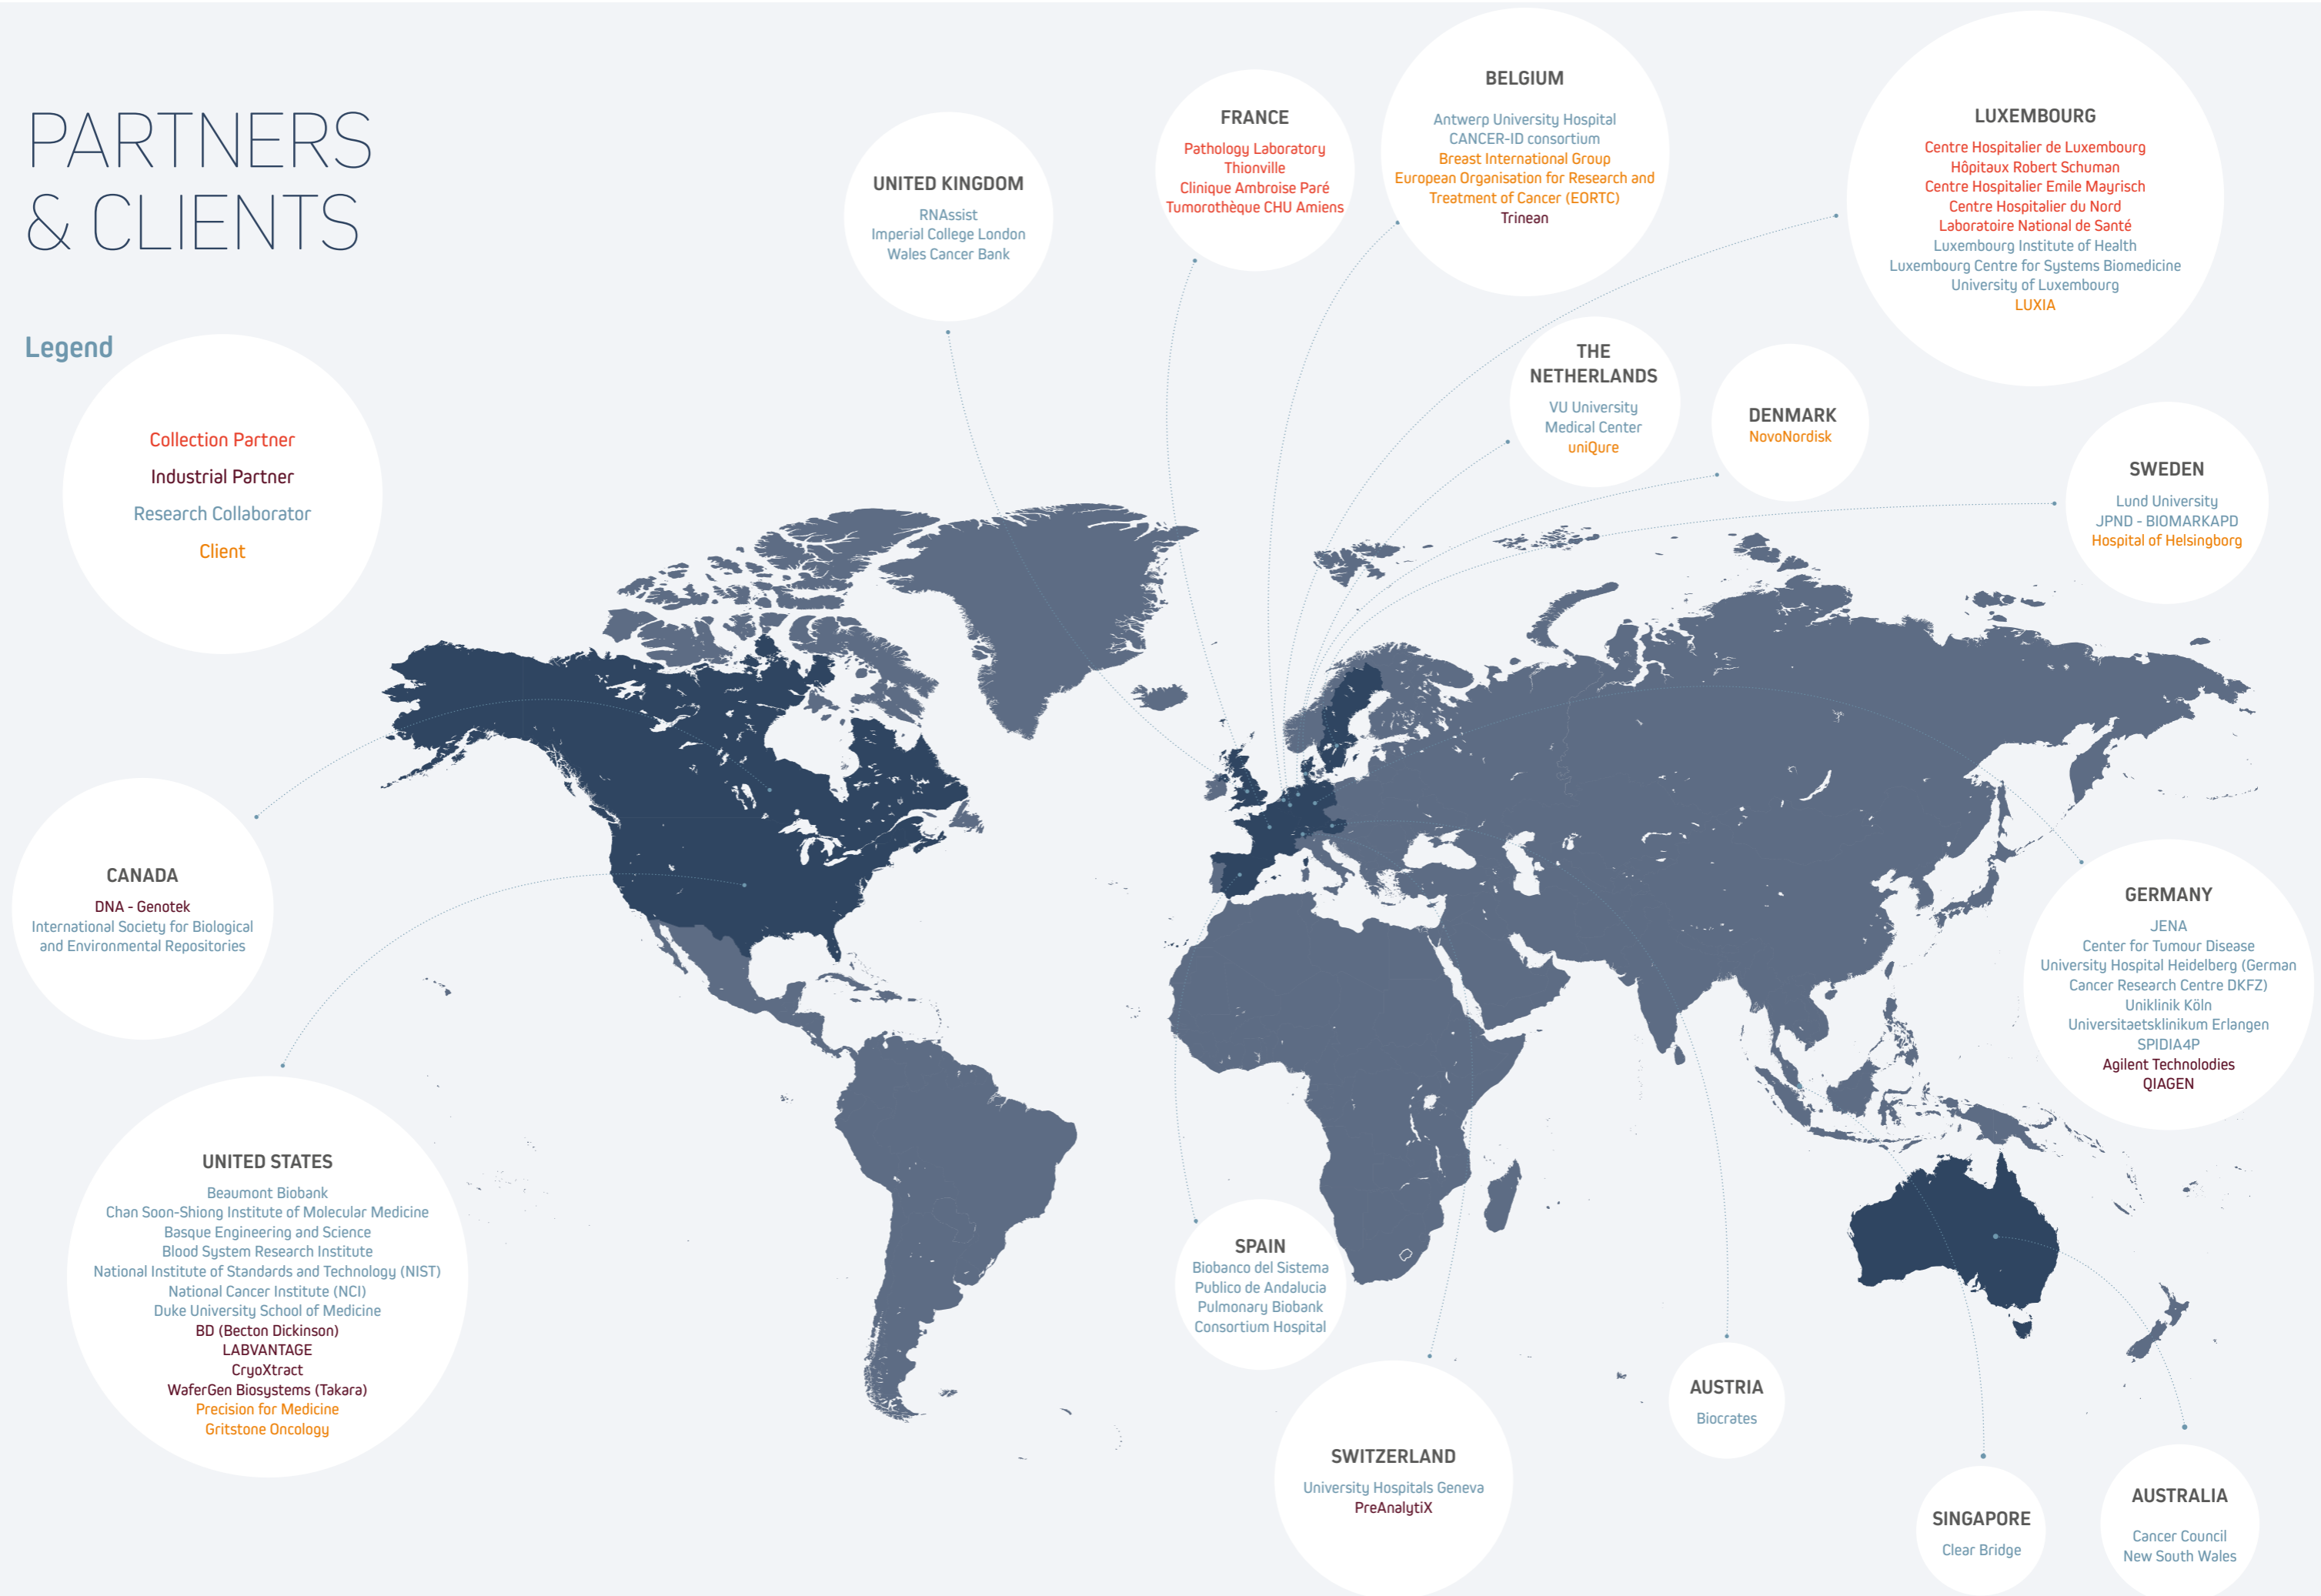 PARTNERS
& CLIENTS
Legend
Collection Partner
Industrial Partner
Research Collaborator
Client
UNITED KINGDOM
RNAssist
Imperial College London
Wales Cancer Bank
FRANCE
Pathology Laboratory
Thionville
Clinique Ambroise Paré
Tumorothèque CHU Amiens
BELGIUM
Antwerp University Hospital
CANCER-ID consortium
Breast International Group
European Organisation for Research and
Treatment of Cancer (EORTC)
Trinean
LUXEMBOURG
Centre Hospitalier de Luxembourg
Hôpitaux Robert Schuman
Centre Hospitalier Emile Mayrisch
Centre Hospitalier du Nord
Laboratoire National de Santé
Luxembourg Institute of Health
Luxembourg Centre for Systems Biomedicine
University of Luxembourg
LUXIA
THE
NETHERLANDS
VU University
Medical Center
uniQure
DENMARK
NovoNordisk
SWEDEN
Lund University
JPND - BIOMARKAPD
Hospital of Helsingborg
CANADA
DNA - Genotek
International Society for Biological
and Environmental Repositories
GERMANY
JENA
Center for Tumour Disease
University Hospital Heidelberg (German
Cancer Research Centre DKFZ)
Uniklinik Köln
Universitaetsklinikum Erlangen
SPIDIA4P
Agilent Technolodies
QIAGEN
UNITED STATES
Beaumont Biobank
Chan Soon-Shiong Institute of Molecular Medicine
Basque Engineering and Science
Blood System Research Institute
National Institute of Standards and Technology (NIST)
National Cancer Institute (NCI)
Duke University School of Medicine
BD (Becton Dickinson)
LABVANTAGE
CryoXtract
WaferGen Biosystems (Takara)
Precision for Medicine
Gritstone Oncology
SPAIN
Biobanco del Sistema
Publico de Andalucia
Pulmonary Biobank
Consortium Hospital
SWITZERLAND
University Hospitals Geneva
PreAnalytiX
AUSTRIA
Biocrates
SINGAPORE
Clear Bridge
AUSTRALIA
Cancer Council
New South Wales